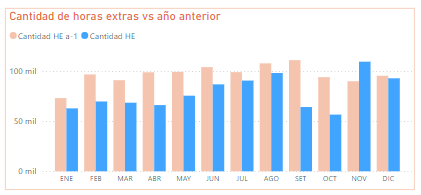 Cantidad de horas extras vs año anterior
Cantidad HE a-1 Cantidad HE
100 mil
50 mil
0 mil
ENE FEB MAR ABR MAY JUN JUL AGO SET OCT NOV DIC